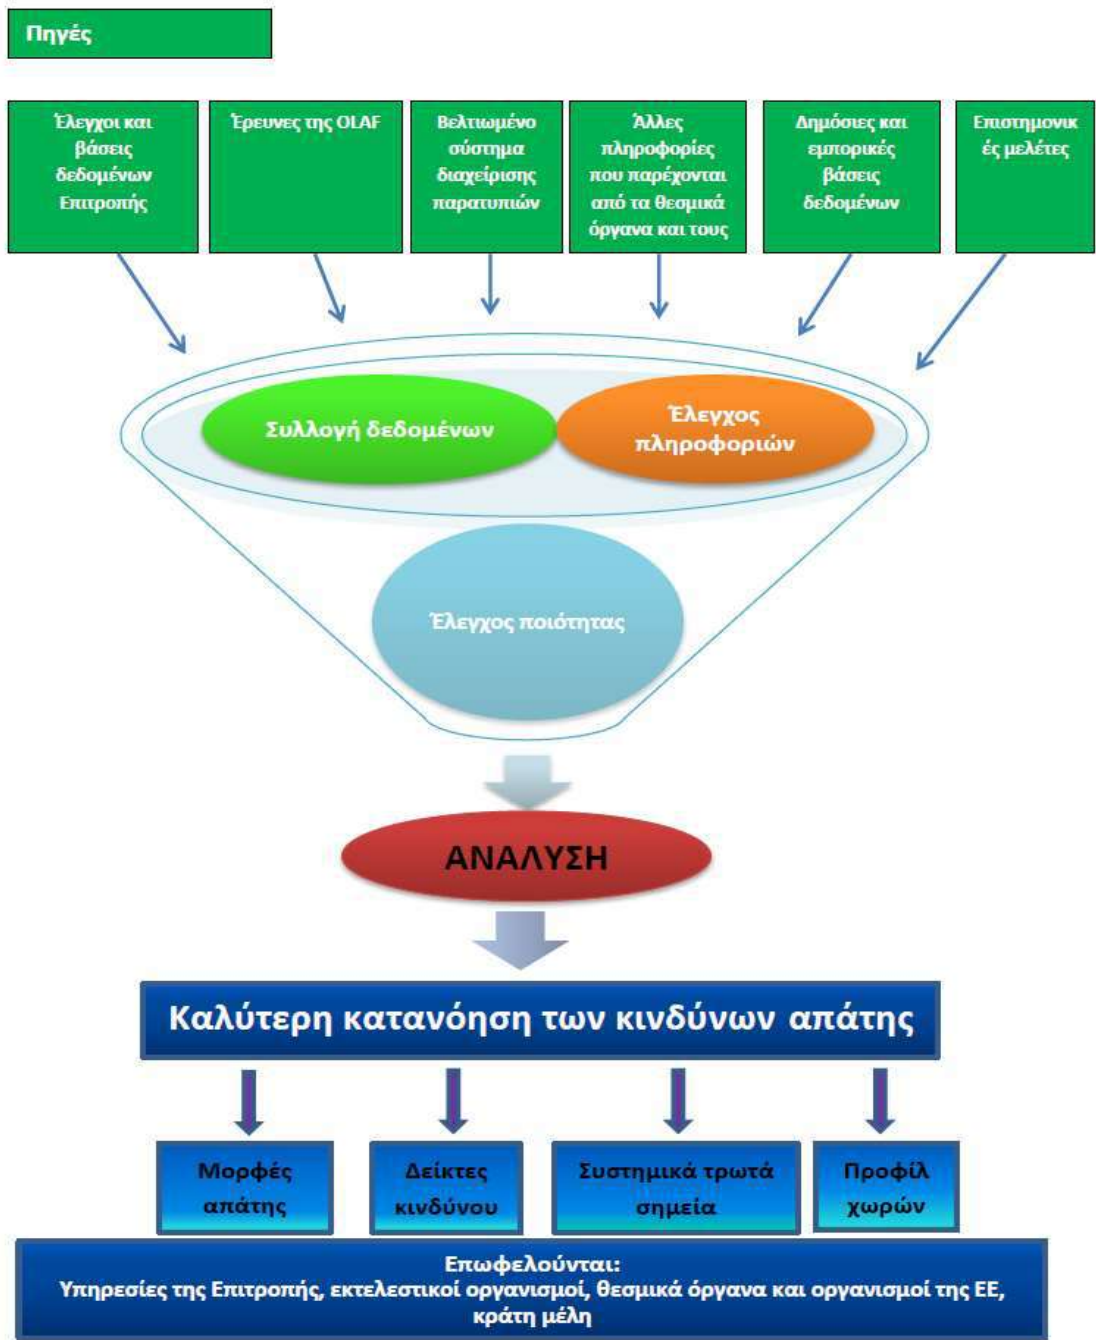 Πηγές
Έλεγχοι και
βάσεις
δεδομένων
Επιτροπής
Έρευνες της OLAF
Βελτιωμένο
σύστημα
διαχείρισης
παρατυπιών
Άλλες
πληροφορίες
που παρέχονται
από τα θεσμικά
όργανα και τους
Δημόσιες και
εμπορικές
βάσεις
δεδομένων
Επιστημονικ
ές μελέτες
Συλλογή δεδομένων
Έλεγχος
πληροφοριών
Έλεγχος ποιότητας
ΑΝΑΛΥΣΗ
Καλύτερη κατανόηση των κινδύνων απάτης
Μορφές
απάτης
Δείκτες
κινδύνου
Συστημικά τρωτά
σημεία
Προφίλ
χωρών
Επωφελούνται:
Υπηρεσίες της Επιτροπής, εκτελεστικοί οργανισμοί, θεσμικά όργανα και οργανισμοί της ΕΕ,
κράτη μέλη